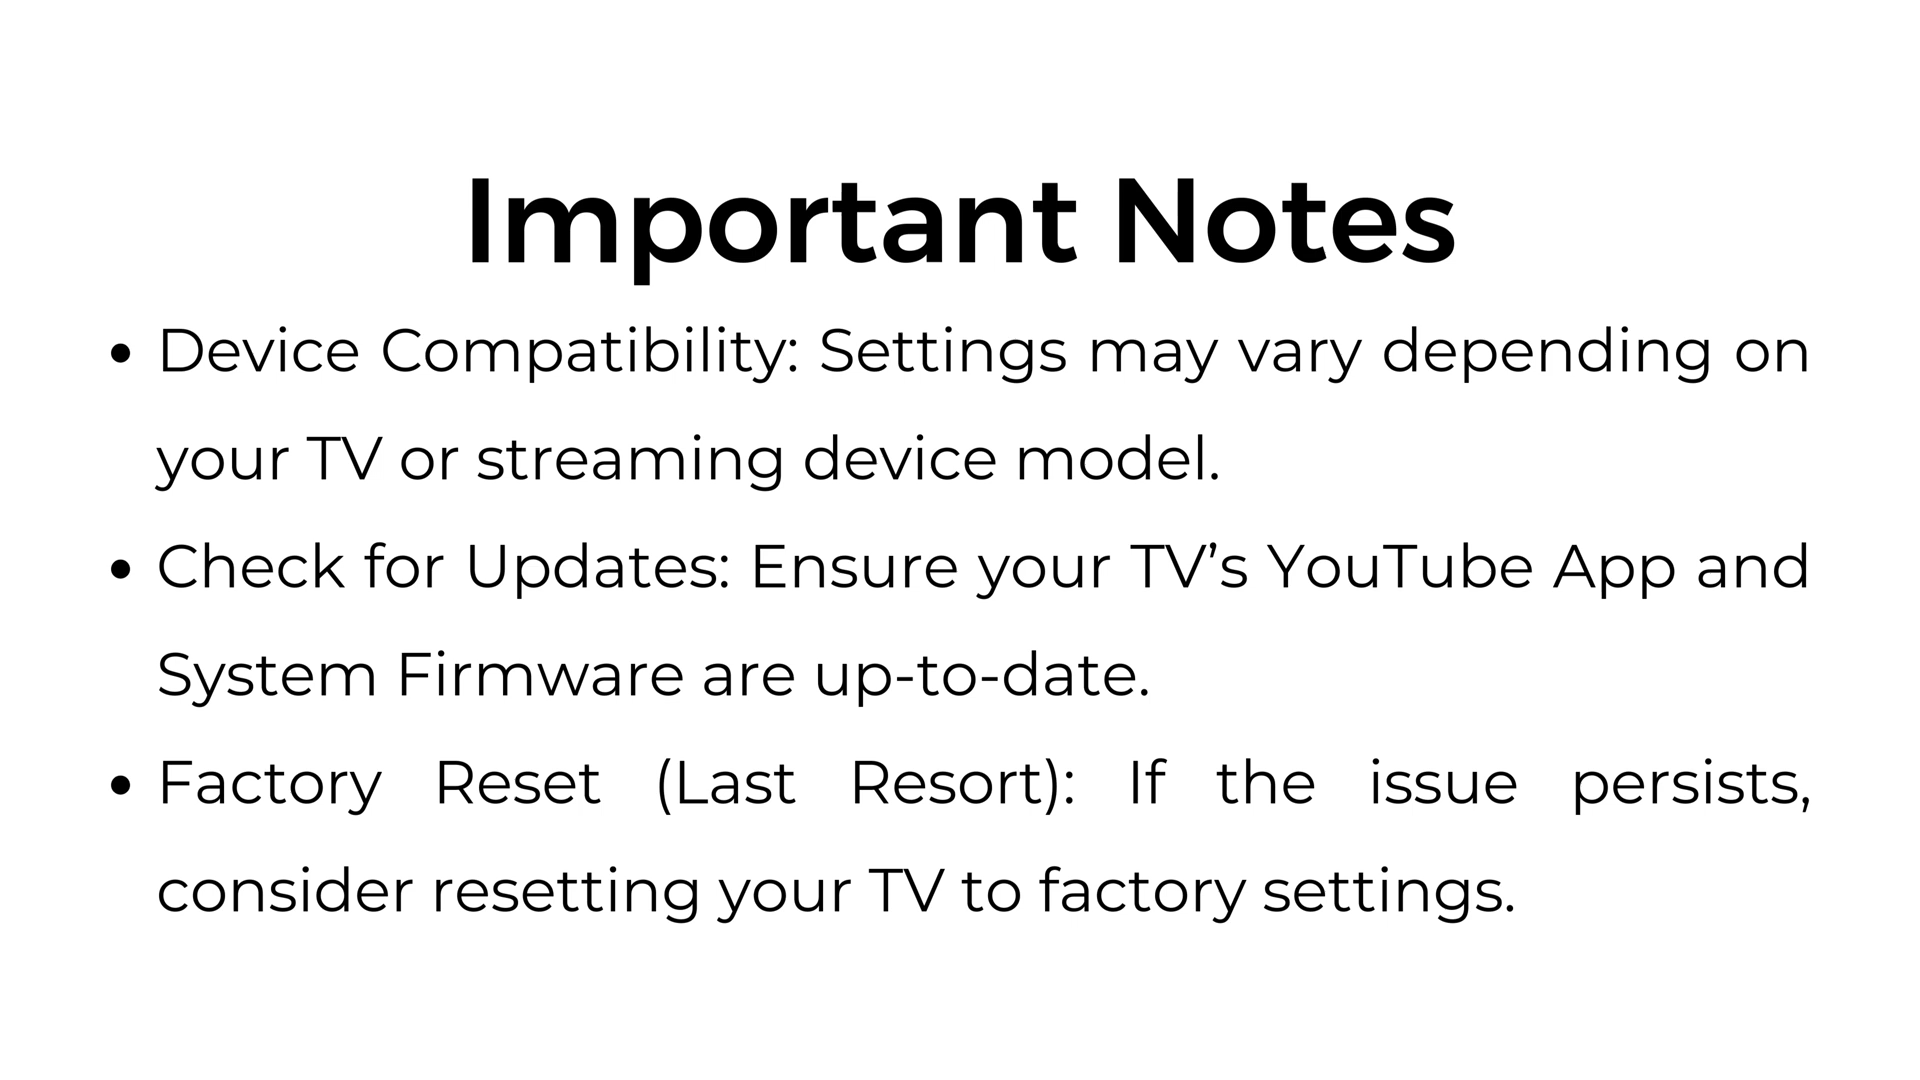 Important Notes
• Device Compatibility: Settings may vary depending on
your TV or streaming device model.
• Check for Updates: Ensure your TV’s YouTube App and
System Firmware are up-to-date.
• Factory Reset (Last Resort): If the issue persists,
consider resetting your TV to factory settings.